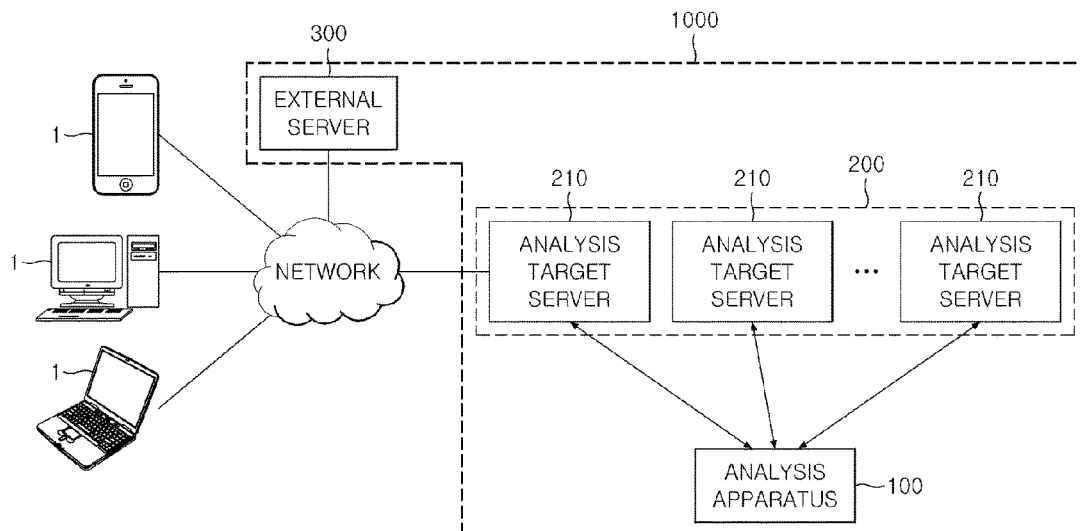 300
1000
EXTERNAL
SERVER
1
200
210
210
210
ANALYSIS
TARGET
SERVER
ANALYSIS
TARGET
SERVER
...
ANALYSIS
TARGET
SERVER
1
NETWORK
1
ANALYSIS
APPARATUS
100